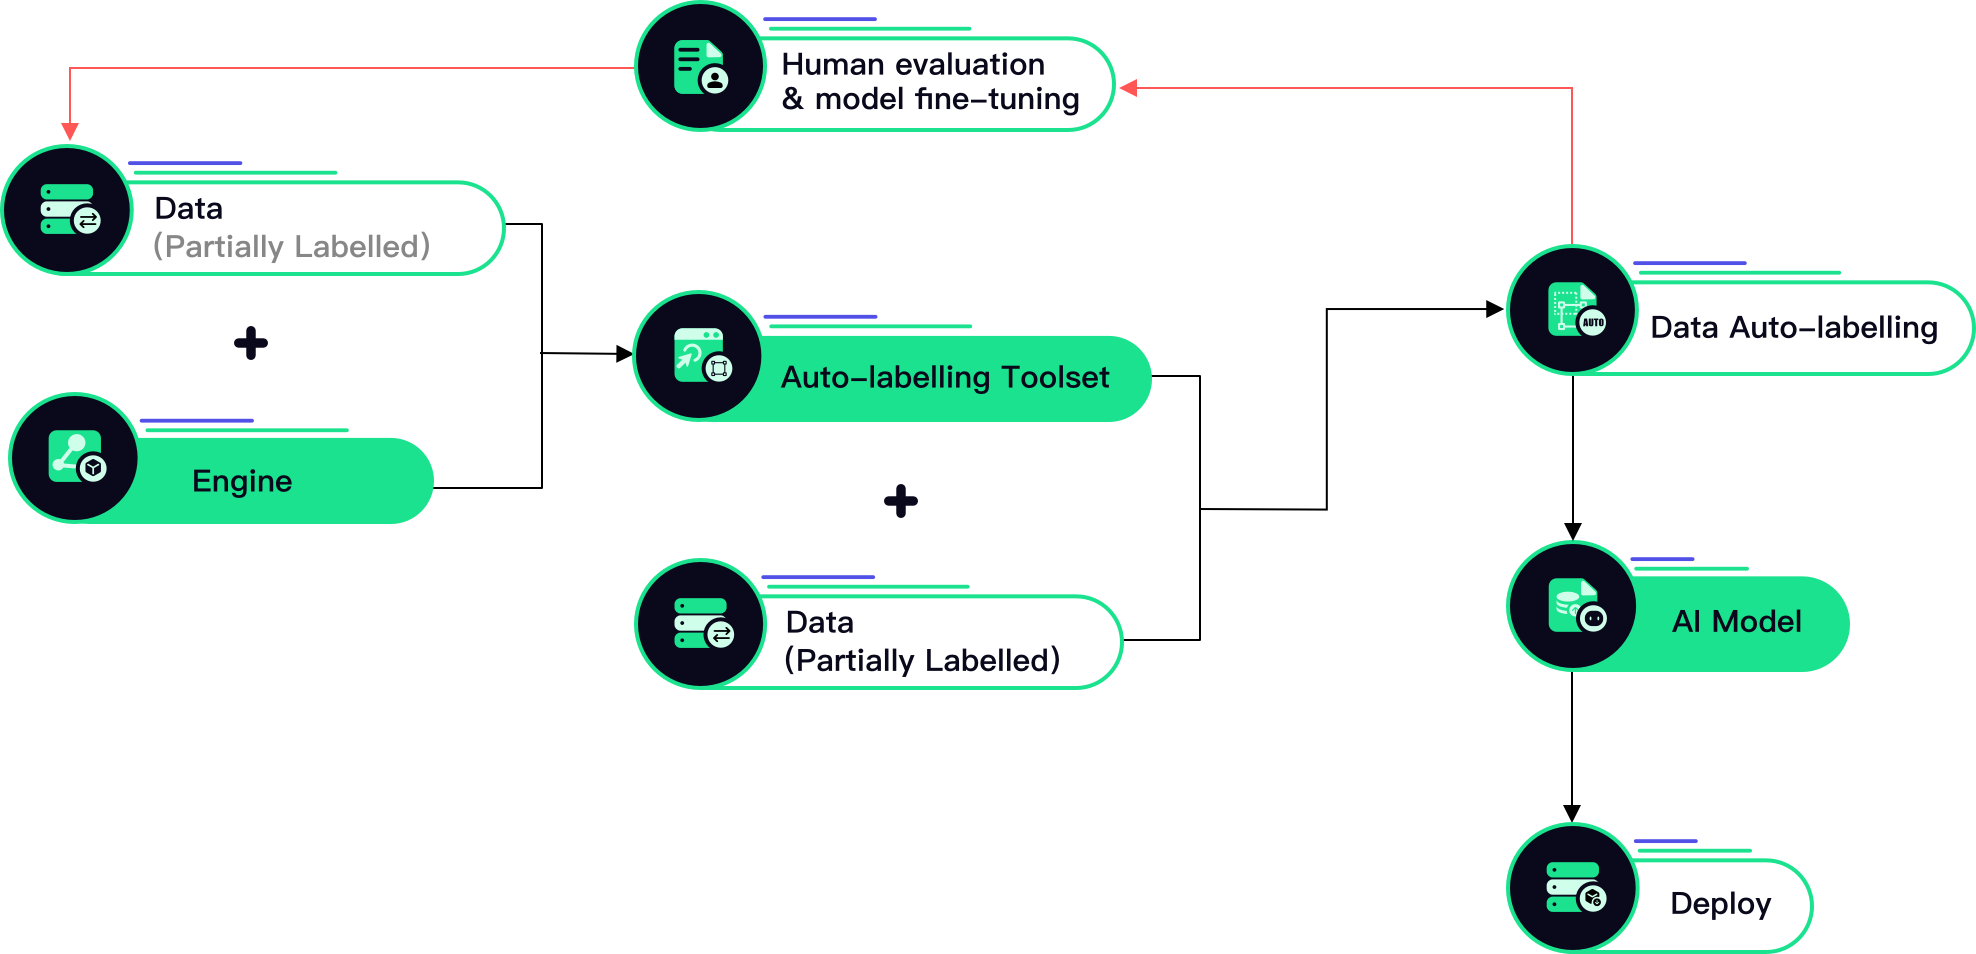 Human evaluation
& model fine-tuning
Data
(Partially Labelled)
Engine
Auto-labelling Toolset
Data
(Partially Labelled)
AUTO
Data Auto-labelling
AI Model
Deploy